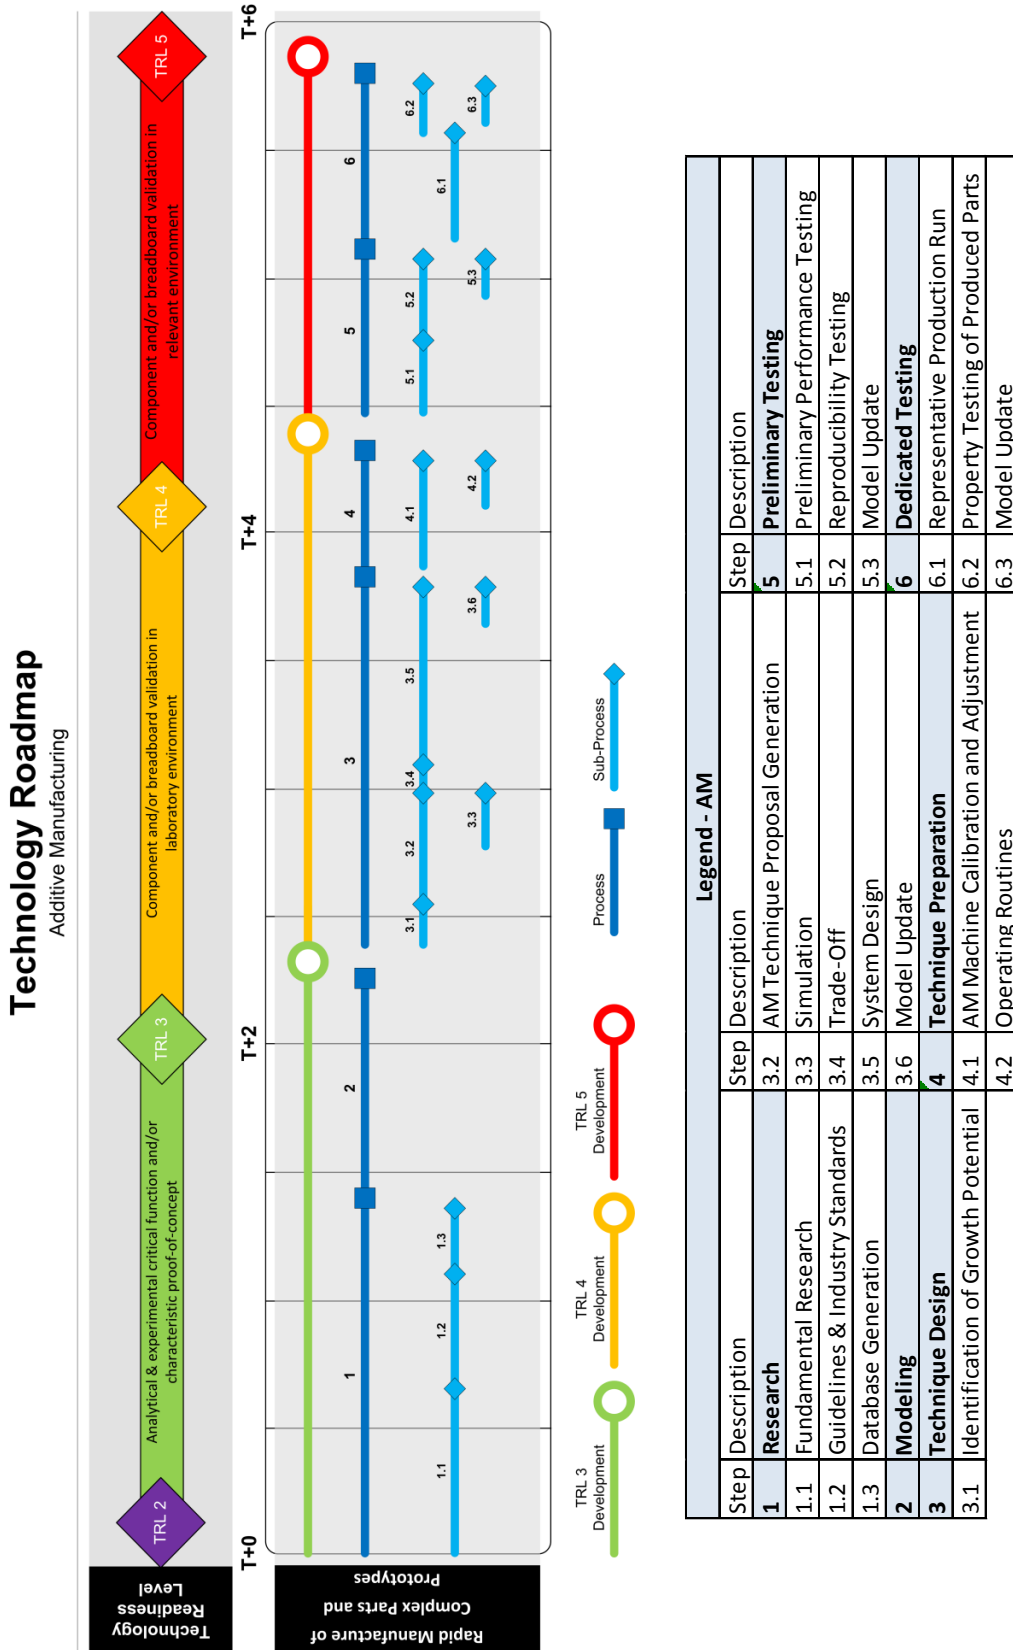 Technology Roadmap
Additive Manufacturing
Technology
Readiness
Level
TRL 2
Analytical & experimental critical function and/or
characteristic proof-of-concept
TRL 3
Component and/or breadboard validation in
laboratory environment
TRL 4
Component and/or breadboard validation in
relevant environment
TRL 5
T+0
T+2
T+4
T+6
Rapid Manufacture of
Complex Parts and
Prototypes
1
2
3
4
5
6
1.1
1.2
1.3
3.1
3.2
3.3
3.4
3.5
3.6
4.1
4.2
5.1
5.2
5.3
6.1
6.2
6.3
TRL 3
Development
TRL 4
Development
TRL 5
Development
Process
Sub-Process
Legend - AM
Step Description Step Description Step Description
1 Research 3.2 AM Technique Proposal Generation 5 Preliminary Testing
1.1 Fundamental Research 3.3 Simulation 5.1 Preliminary Performance Testing
1.2 Guidelines & Industry Standards 3.4 Trade-Off 5.2 Reproducibility Testing
1.3 Database Generation 3.5 System Design 5.3 Model Update
2 Modeling 3.6 Model Update 6 Dedicated Testing
3 Technique Design 4 Technique Preparation 6.1 Representative Production Run
3.1 Identification of Growth Potential 4.1 AM Machine Calibration and Adjustment 6.2 Property Testing of Produced Parts
4.2 Operating Routines 6.3 Model Update